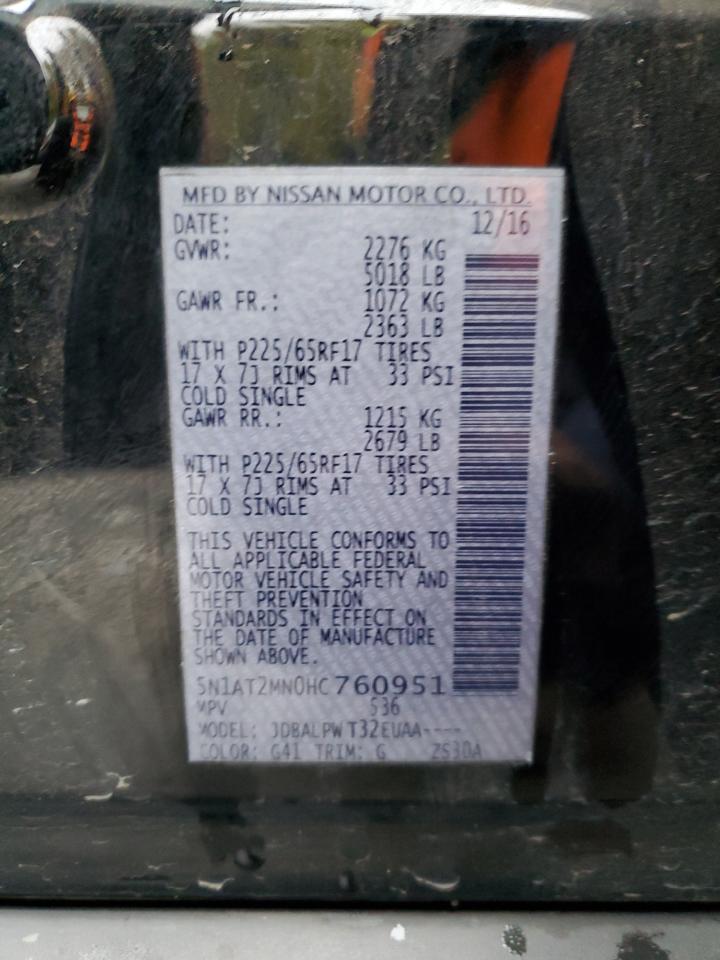 MFD BY NISSAN MOTOR CO., LTD.
DATE: 12/16
GVWR: 2276 KG
5018 LB
GAWR FR.: 1072 KG
2363 LB
WITH P225/65RF17 TIRES
17 X 7J RIMS AT 33 PSI
COLD SINGLE
GAWR RR.: 1215 KG
2679 LB
WITH P225/65RF17 TIRES
17 X 7J RIMS AT 33 PSI
COLD SINGLE
THIS VEHICLE CONFORMS TO
ALL APPLICABLE FEDERAL
MOTOR VEHICLE SAFETY AND
THEFT PREVENTION
STANDARDS IN EFFECT ON
THE DATE OF MANUFACTURE
SHOWN ABOVE.
5N1AT2MN0HC760951
MPV 536
MODEL: JDBALPWT32EUAA----
COLOR: G41 TRIM: G 2S30A